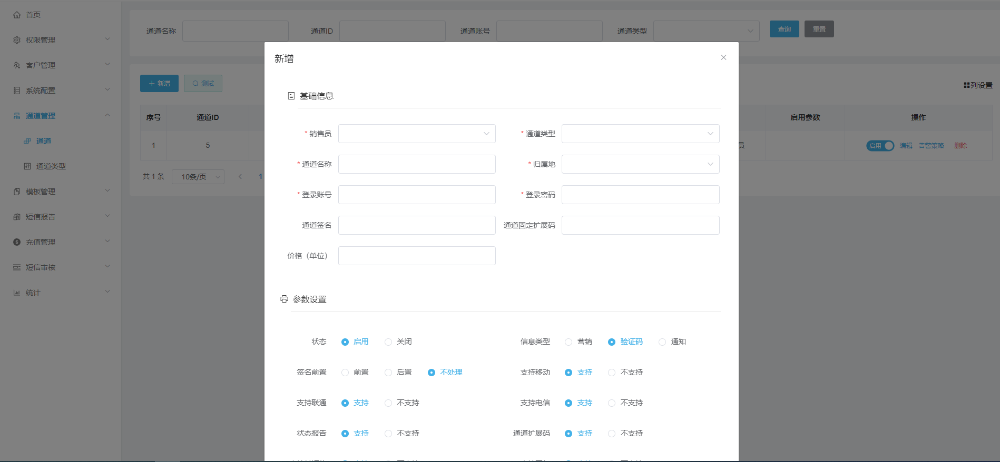 首页
权限管理
客户管理
系统配置
通道管理
通道
通道类型
模板管理
短信报告
充值管理
短信审核
统计
通道名称 通道ID 通道账号 通道类型 查询 重置
新增 测试 列设置
序号 通道ID 启用参数 操作
1 5 员 启用 编辑 告警策略 删除
共 1 条 10条/页 1
新增
基础信息
* 销售员 * 通道类型
* 通道名称 * 归属地
* 登录账号 * 登录密码
通道签名 通道固定扩展码
价格（单位）
参数设置
状态 启用 关闭 信息类型 营销 验证码 通知
签名前置 前置 后置 不处理 支持移动 支持 不支持
支持联通 支持 不支持 支持电信 支持 不支持
状态报告 支持 不支持 通道扩展码 支持 不支持